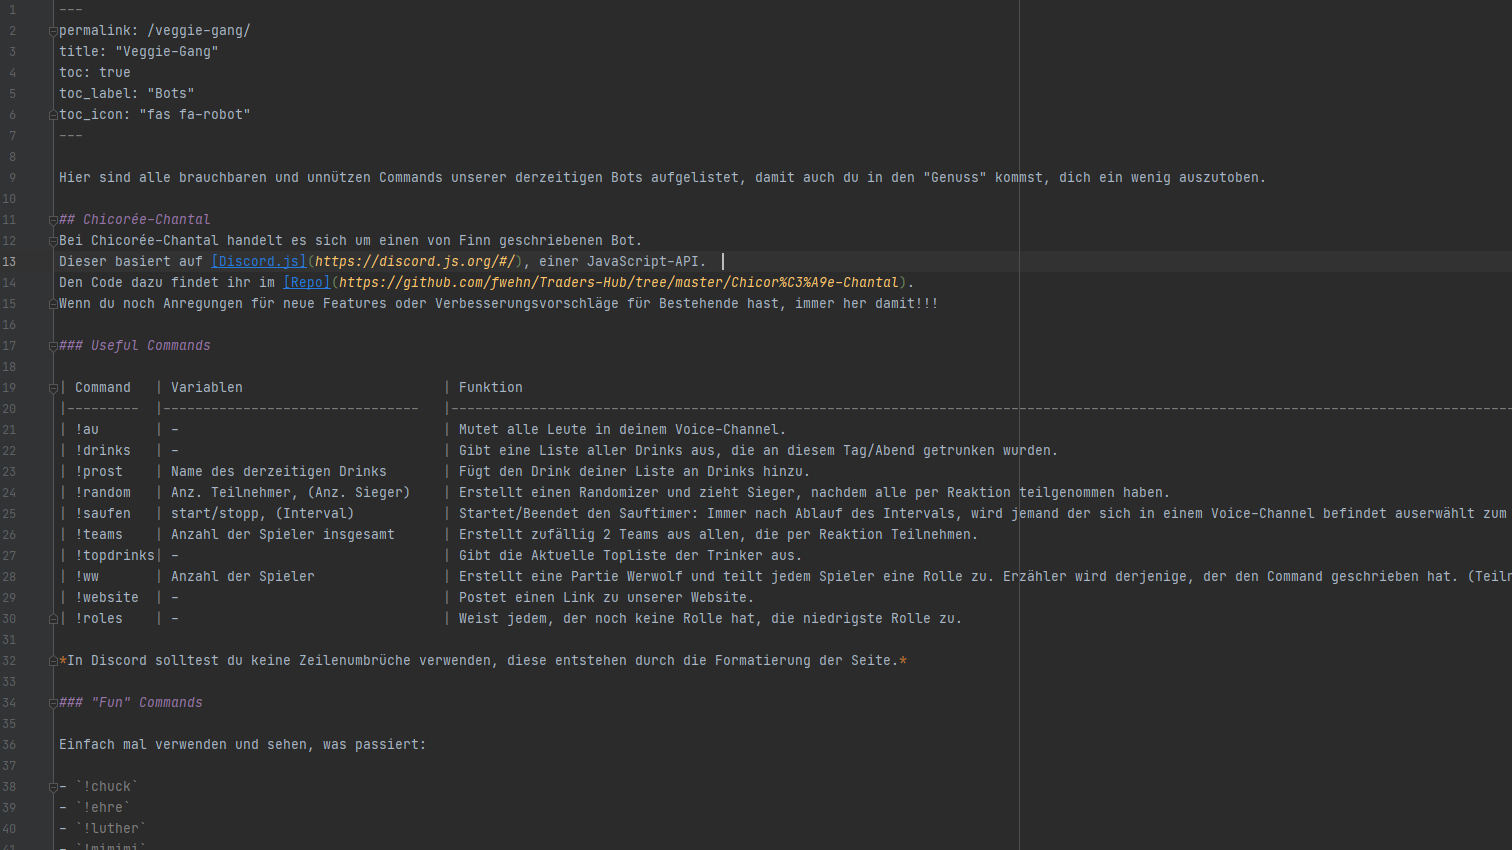 1 ---
2 permalink: /veggie-gang/
3 title: "Veggie-Gang"
4 toc: true
5 toc_label: "Bots"
6 toc_icon: "fas fa-robot"
7 ---
8
9 Hier sind alle brauchbaren und unnützen Commands unserer derzeitigen Bots aufgelistet, damit auch du in den "Genuss" kommst, dich ein wenig auszutoben.
10
11 ## Chicorée-Chantal
12 Bei Chicorée-Chantal handelt es sich um einen von Finn geschriebenen Bot.
13 Dieser basiert auf [Discord.js](https://discord.js.org/#/), einer JavaScript-API.
14 Den Code dazu findet ihr im [Repo](https://github.com/fwehn/Traders-Hub/tree/master/Chicor%C3%A9e-Chantal).
15 Wenn du noch Anregungen für neue Features oder Verbesserungsvorschläge für Bestehende hast, immer her damit!!!
16
17 ### Useful Commands
18
19 | Command | Variablen | Funktion
20 |--------- |-------------------------------- |------------------------------------------------------------------------------------------------------------------------------------
21 | !au | - | Mutet alle Leute in deinem Voice-Channel.
22 | !drinks | - | Gibt eine Liste aller Drinks aus, die an diesem Tag/Abend getrunken wurden.
23 | !prost | Name des derzeitigen Drinks | Fügt den Drink deiner Liste an Drinks hinzu.
24 | !random | Anz. Teilnehmer, (Anz. Sieger) | Erstellt einen Randomizer und zieht Sieger, nachdem alle per Reaktion teilgenommen haben.
25 | !saufen | start/stopp, (Interval) | Startet/Beendet den Sauftimer: Immer nach Ablauf des Intervals, wird jemand der sich in einem Voice-Channel befindet auserwählt zum
26 | !teams | Anzahl der Spieler insgesamt | Erstellt zufällig 2 Teams aus allen, die per Reaktion Teilnehmen.
27 | !topdrinks| - | Gibt die Aktuelle Topliste der Trinker aus.
28 | !ww | Anzahl der Spieler | Erstellt eine Partie Werwolf und teilt jedem Spieler eine Rolle zu. Erzähler wird derjenige, der den Command geschrieben hat. (Teiln
29 | !website | - | Postet einen Link zu unserer Website.
30 | !roles | - | Weist jedem, der noch keine Rolle hat, die niedrigste Rolle zu.
31
32 *In Discord solltest du keine Zeilenumbrüche verwenden, diese entstehen durch die Formatierung der Seite.*
33
34 ### "Fun" Commands
35
36 Einfach mal verwenden und sehen, was passiert:
37
38 - `!chuck`
39 - `!ehre`
40 - `!luther`
41 - `!mimimi`